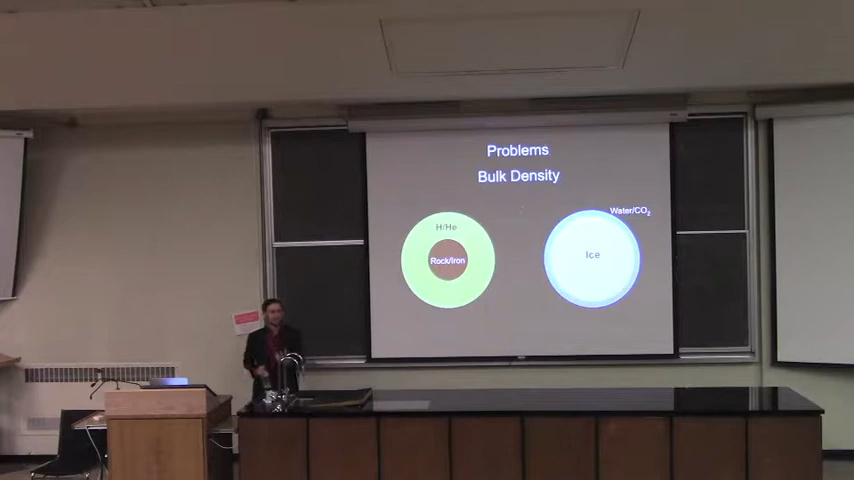 Problems
Bulk Density
H/He
Rock/Iron
Water/CO₂
Ice